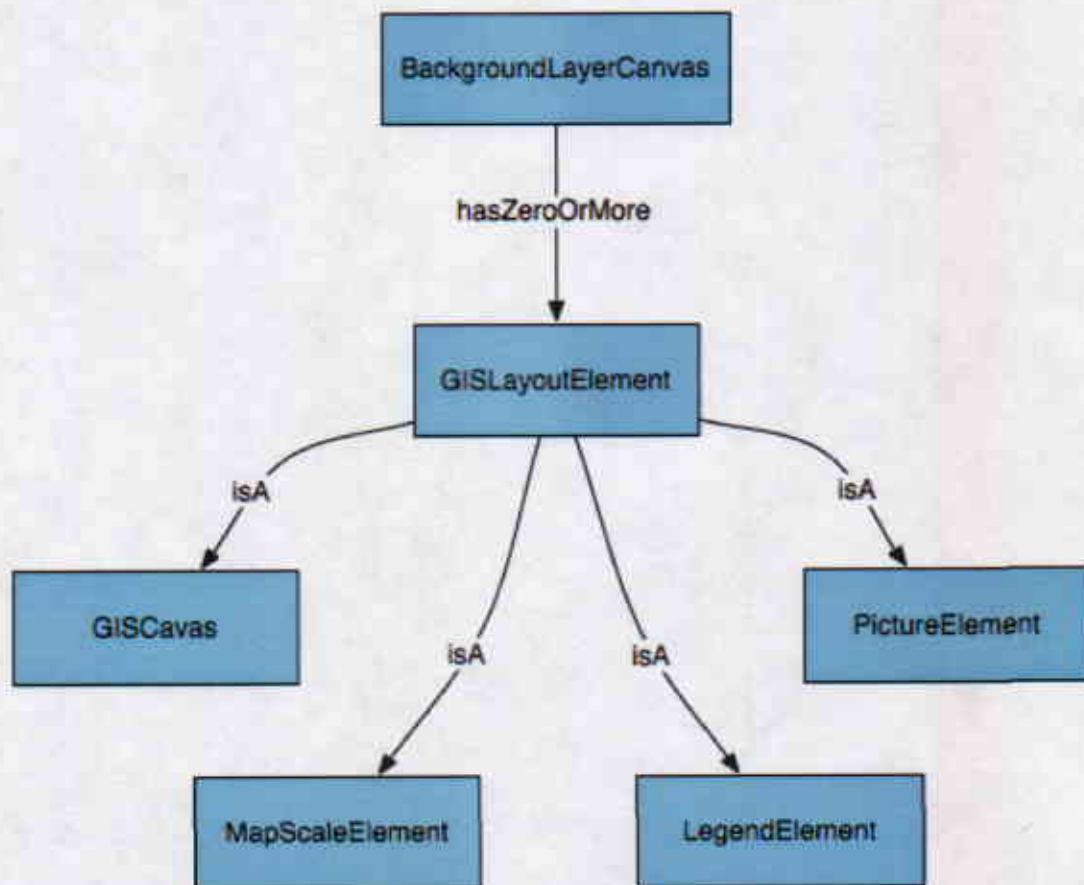 BackgroundLayerCanvas
hasZeroOrMore
GISLayoutElement
isA
isA
GISCavas
PictureElement
isA
isA
MapScaleElement
LegendElement